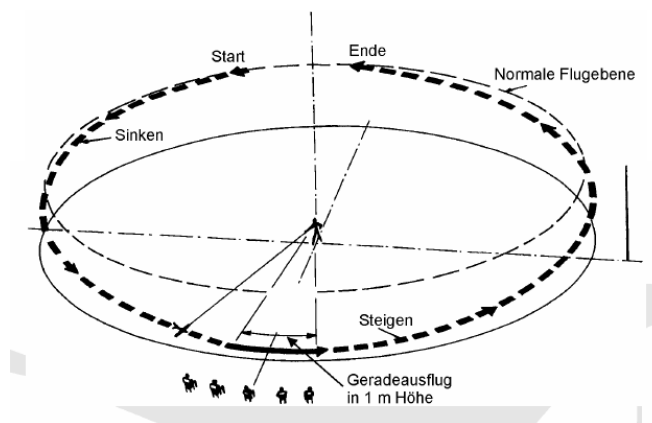 Start
Ende
Normale Flugebene
Sinken
Steigen
Geradeausflug
in 1 m Höhe